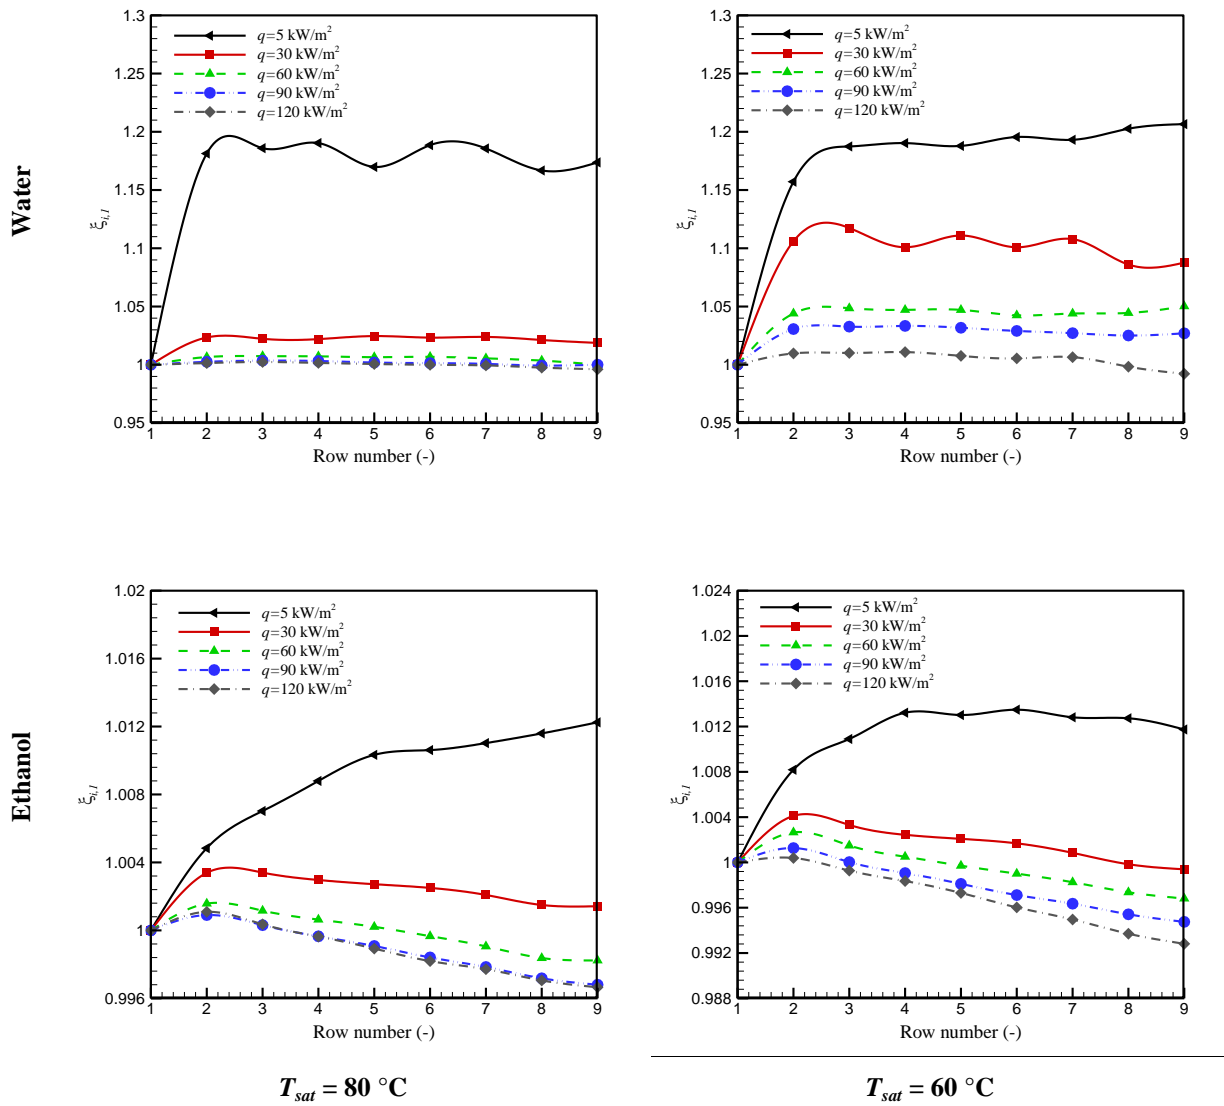 Water
1.3
1.25
1.2
1.15
1.1
1.05
1
0.95
ξi,1
q=5 kW/m²
q=30 kW/m²
q=60 kW/m²
q=90 kW/m²
q=120 kW/m²
1 2 3 4 5 6 7 8 9
Row number (-)
1.3
1.25
1.2
1.15
1.1
1.05
1
0.95
ξi,1
q=5 kW/m²
q=30 kW/m²
q=60 kW/m²
q=90 kW/m²
q=120 kW/m²
1 2 3 4 5 6 7 8 9
Row number (-)
Ethanol
1.02
1.016
1.012
1.008
1.004
1
0.996
ξi,1
q=5 kW/m²
q=30 kW/m²
q=60 kW/m²
q=90 kW/m²
q=120 kW/m²
1 2 3 4 5 6 7 8 9
Row number (-)
1.024
1.02
1.016
1.012
1.008
1.004
1
0.996
0.992
0.988
ξi,1
q=5 kW/m²
q=30 kW/m²
q=60 kW/m²
q=90 kW/m²
q=120 kW/m²
1 2 3 4 5 6 7 8 9
Row number (-)
Tsat = 80 °C
Tsat = 60 °C